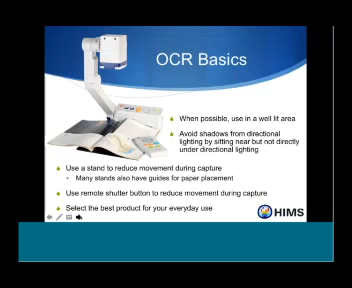 OCR Basics
When possible, use in a well lit area
Avoid shadows from directional
lighting by sitting near but not directly
under directional lighting
Use a stand to reduce movement during capture
Many stands also have guides for paper placement
Use remote shutter button to reduce movement during capture
Select the best product for your everyday use
HIMS